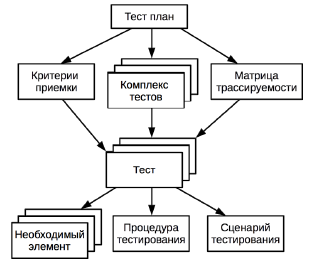 Тест план
Критерии
приемки
Комплекс
тестов
Матрица
трассируемости
Тест
Необходимый
элемент
Процедура
тестирования
Сценарий
тестирования